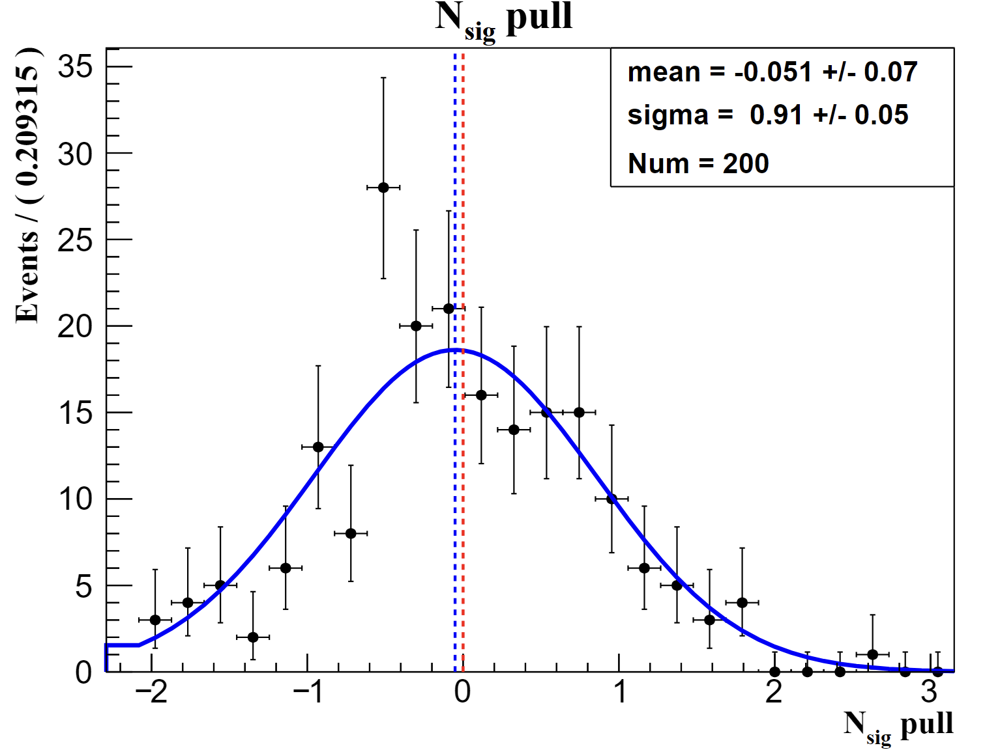 N_sig pull
Events / ( 0.209315 )
mean = -0.051 +/- 0.07
sigma =  0.91 +/- 0.05
Num = 200
35
30
25
20
15
10
5
0
−2 −1 0 1 2 3
N_sig pull